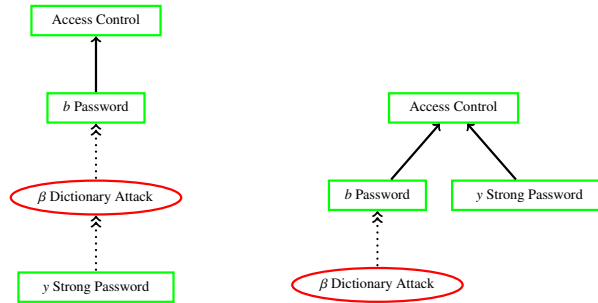 Access Control
b Password
β Dictionary Attack
y Strong Password
Access Control
b Password
y Strong Password
β Dictionary Attack